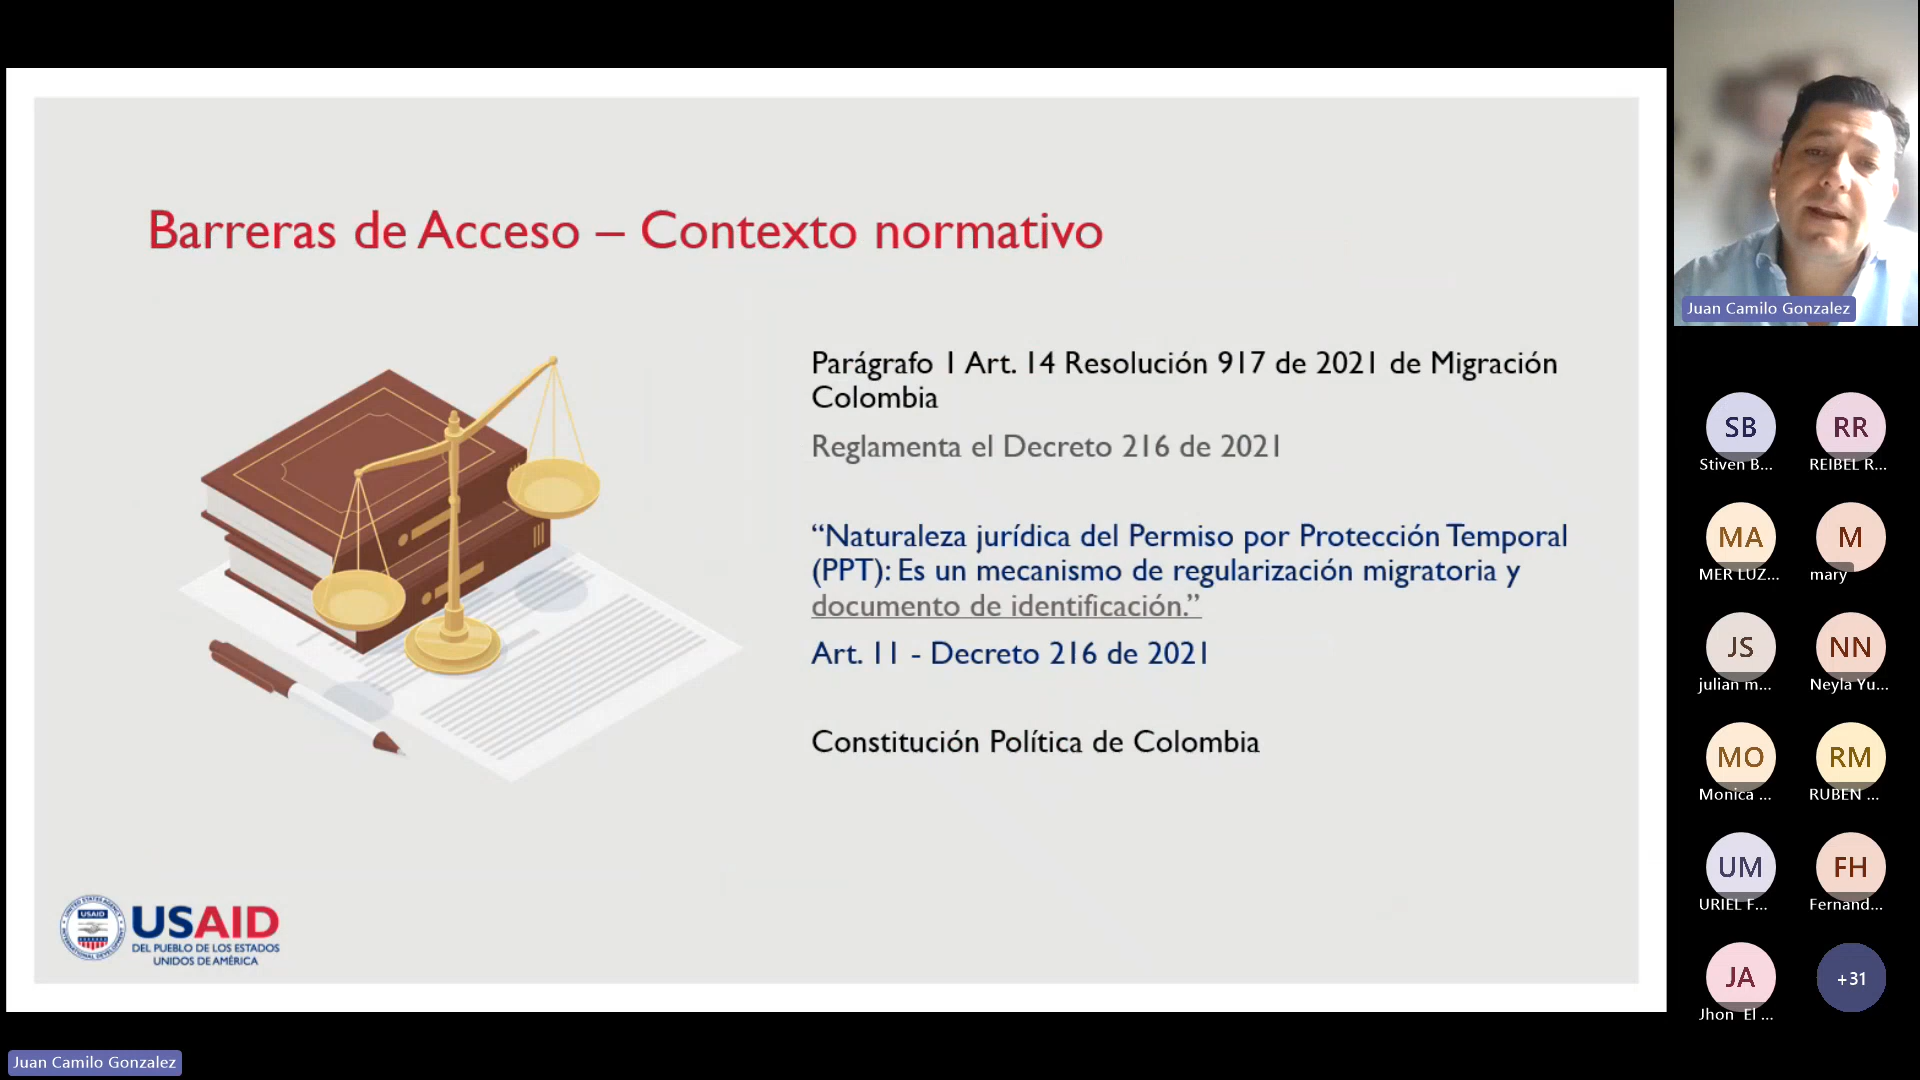 Barreras de Acceso – Contexto normativo
Parágrafo 1 Art. 14 Resolución 917 de 2021 de Migración
Colombia
Reglamenta el Decreto 216 de 2021
“Naturaleza jurídica del Permiso por Protección Temporal
(PPT): Es un mecanismo de regularización migratoria y
documento de identificación.”
Art. 11 - Decreto 216 de 2021
Constitución Política de Colombia
USAID
USAID
DEL PUEBLO DE LOS ESTADOS
UNIDOS DE AMÉRICA
Juan Camilo Gonzalez
SB
Stiven B...
RR
REIBEL R...
MA
MER LUZ...
M
mary
JS
julian m...
NN
Neyla Yu...
MO
Monica ...
RM
RUBEN ...
UM
URIEL F...
FH
Fernand...
JA
Jhon El ...
+31
Juan Camilo Gonzalez